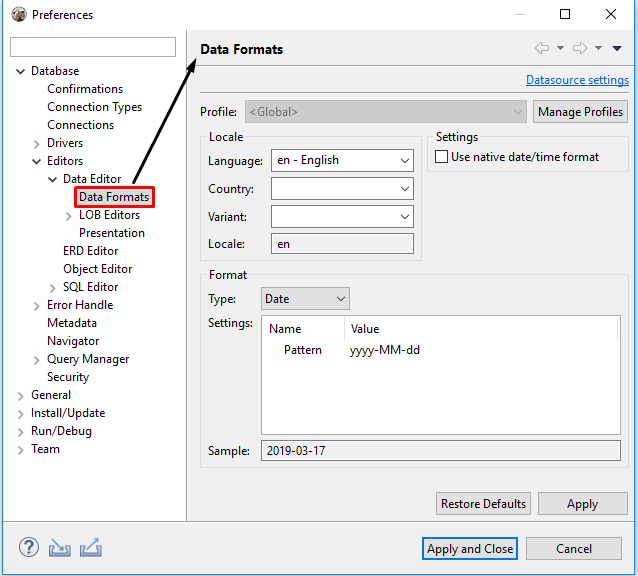 Preferences
Database
Confirmations
Connection Types
Connections
Drivers
Editors
Data Editor
Data Formats
LOB Editors
Presentation
ERD Editor
Object Editor
SQL Editor
Error Handle
Metadata
Navigator
Query Manager
Security
General
Install/Update
Run/Debug
Team
Data Formats
Datasource settings
Profile: <Global> Manage Profiles
Locale
Language: en - English
Country:
Variant:
Locale: en
Settings
Use native date/time format
Format
Type: Date
Settings: Name Value
Pattern yyyy-MM-dd
Sample: 2019-03-17
Restore Defaults Apply
Apply and Close Cancel